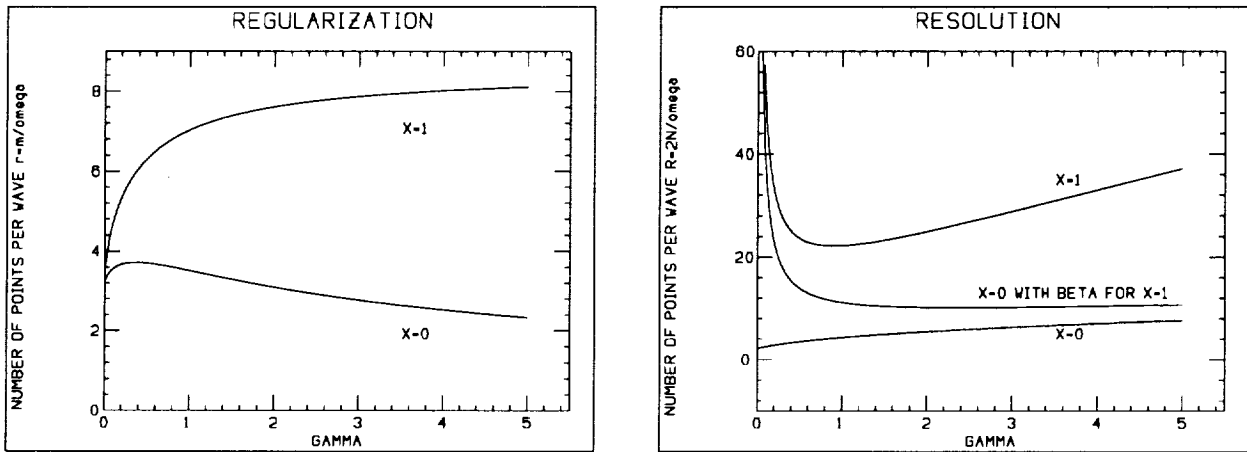 REGULARIZATION
NUMBER OF POINTS PER WAVE r=m/omega
8
6
4
2
0
X=1
X=0
0 1 2 3 4 5
GAMMA
RESOLUTION
NUMBER OF POINTS PER WAVE R=2N/omega
60
40
20
0
X=1
X=0 WITH BETA FOR X=1
X=0
0 1 2 3 4 5
GAMMA